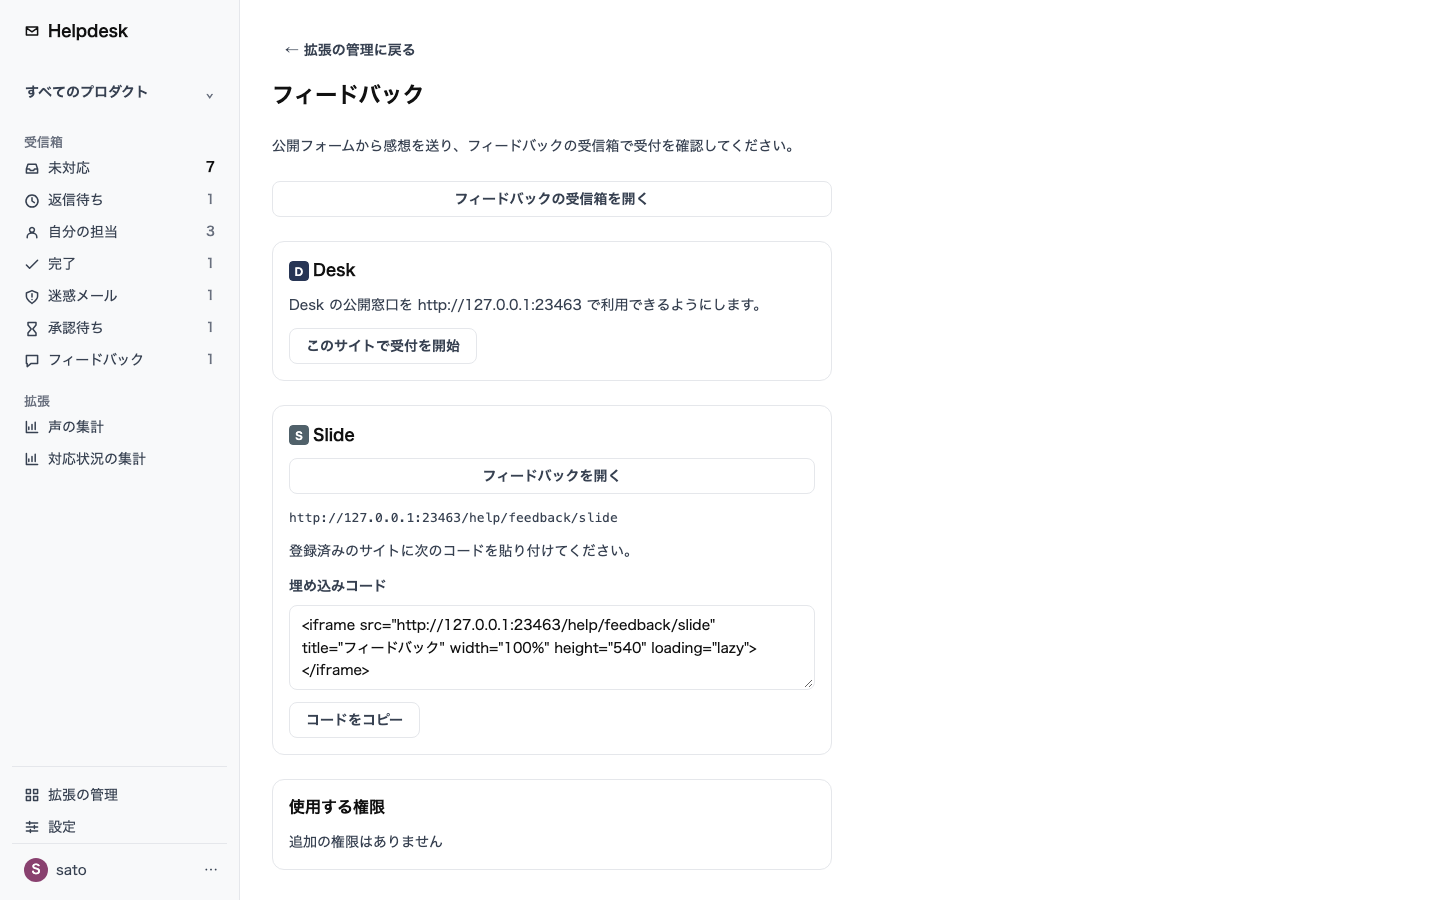 Helpdesk
すべてのプロダクト
受信箱
未対応 7
返信待ち 1
自分の担当 3
完了 1
迷惑メール 1
承認待ち 1
フィードバック 1
拡張
声の集計
対応状況の集計
拡張の管理
設定
S sato ...
← 拡張の管理に戻る
フィードバック
公開フォームから感想を送り、フィードバックの受信箱で受付を確認してください。
フィードバックの受信箱を開く
D Desk
Desk の公開窓口を http://127.0.0.1:23463 で利用できるようにします。
このサイトで受付を開始
S Slide
フィードバックを開く
http://127.0.0.1:23463/help/feedback/slide
登録済みのサイトに次のコードを貼り付けてください。
埋め込みコード
<iframe src="http://127.0.0.1:23463/help/feedback/slide"
title="フィードバック" width="100%" height="540" loading="lazy">
</iframe>
コードをコピー
使用する権限
追加の権限はありません